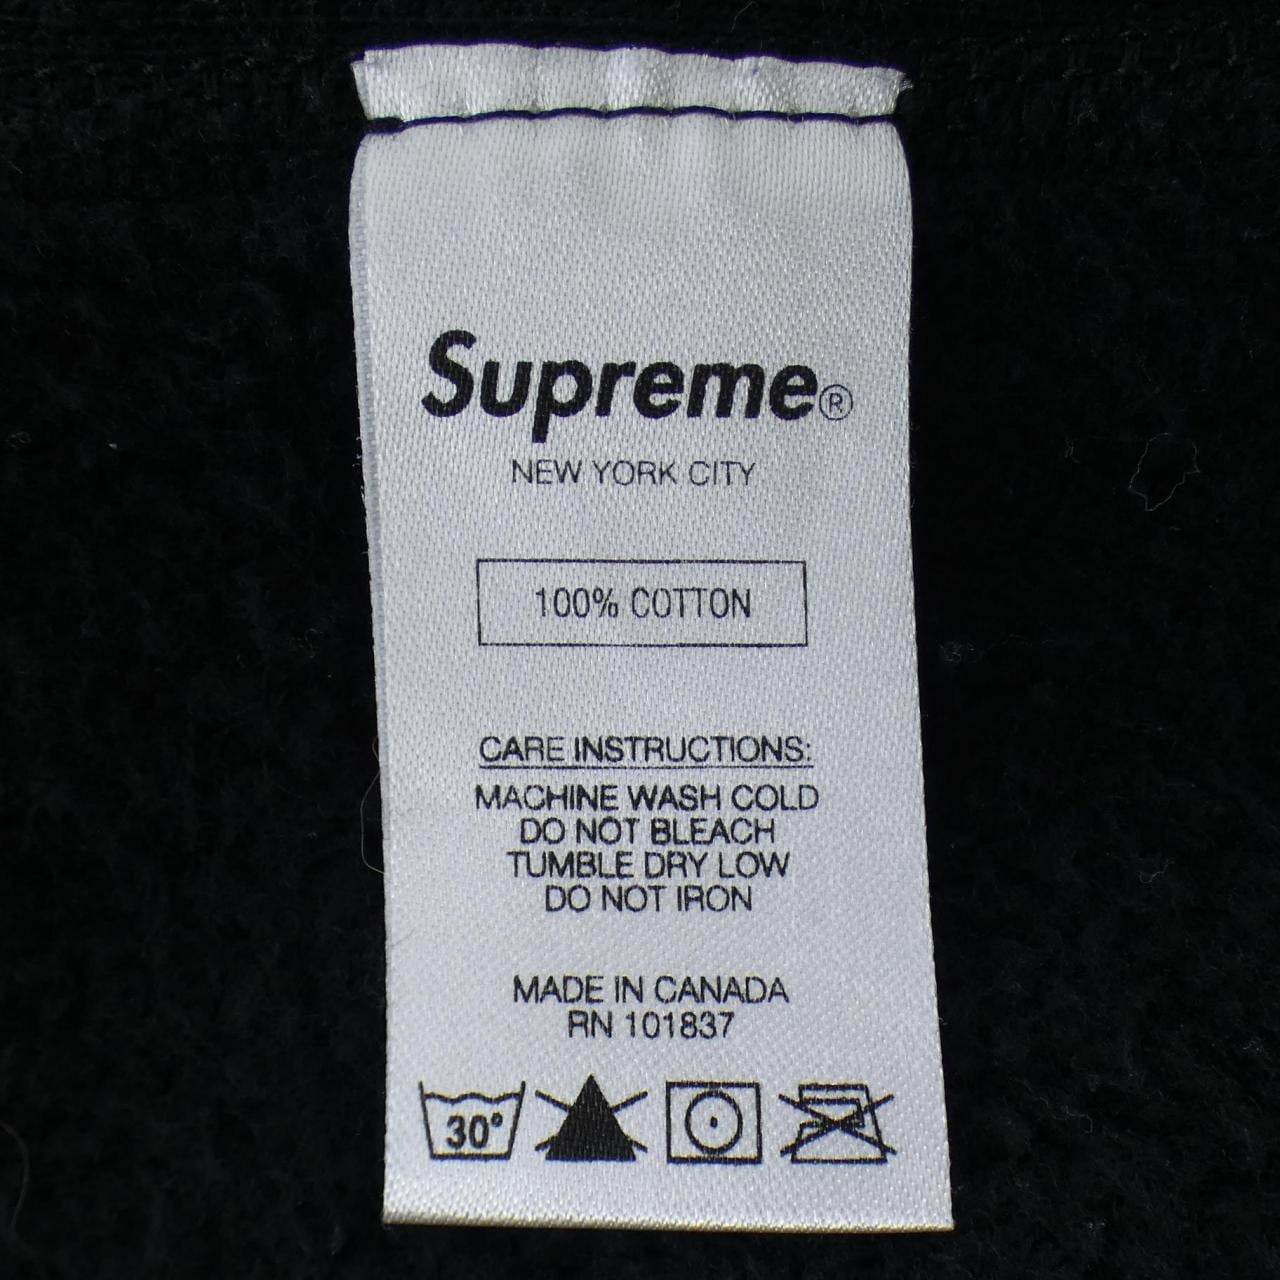 Supreme®
NEW YORK CITY
100% COTTON
CARE INSTRUCTIONS:
MACHINE WASH COLD
DO NOT BLEACH
TUMBLE DRY LOW
DO NOT IRON
MADE IN CANADA
RN 101837
30°